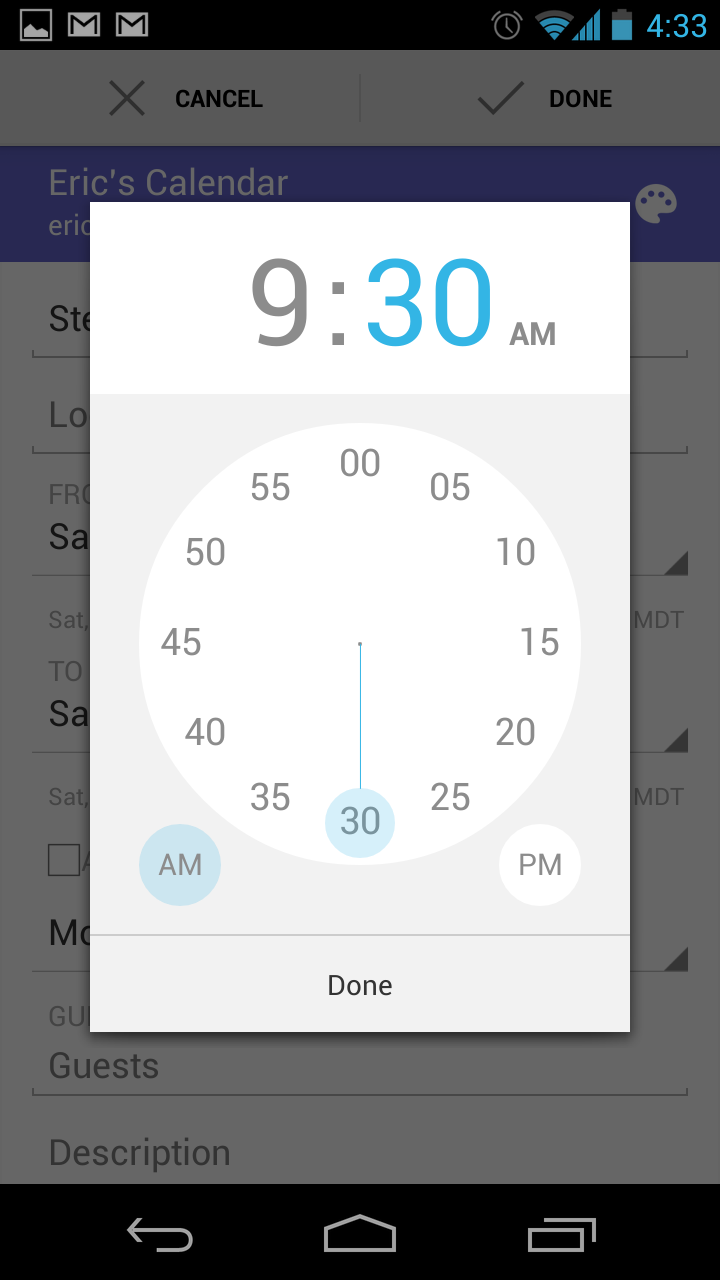 4:33
CANCEL DONE
Eric's Calendar
eric
9:30 AM
Ste
Lo
FRO
Sa
Sat, MDT
TO
Sa
Sat, MDT
00
55 05
50 10
45 15
40 20
35 25
30
AM PM
Mo
Done
GU
Guests
Description